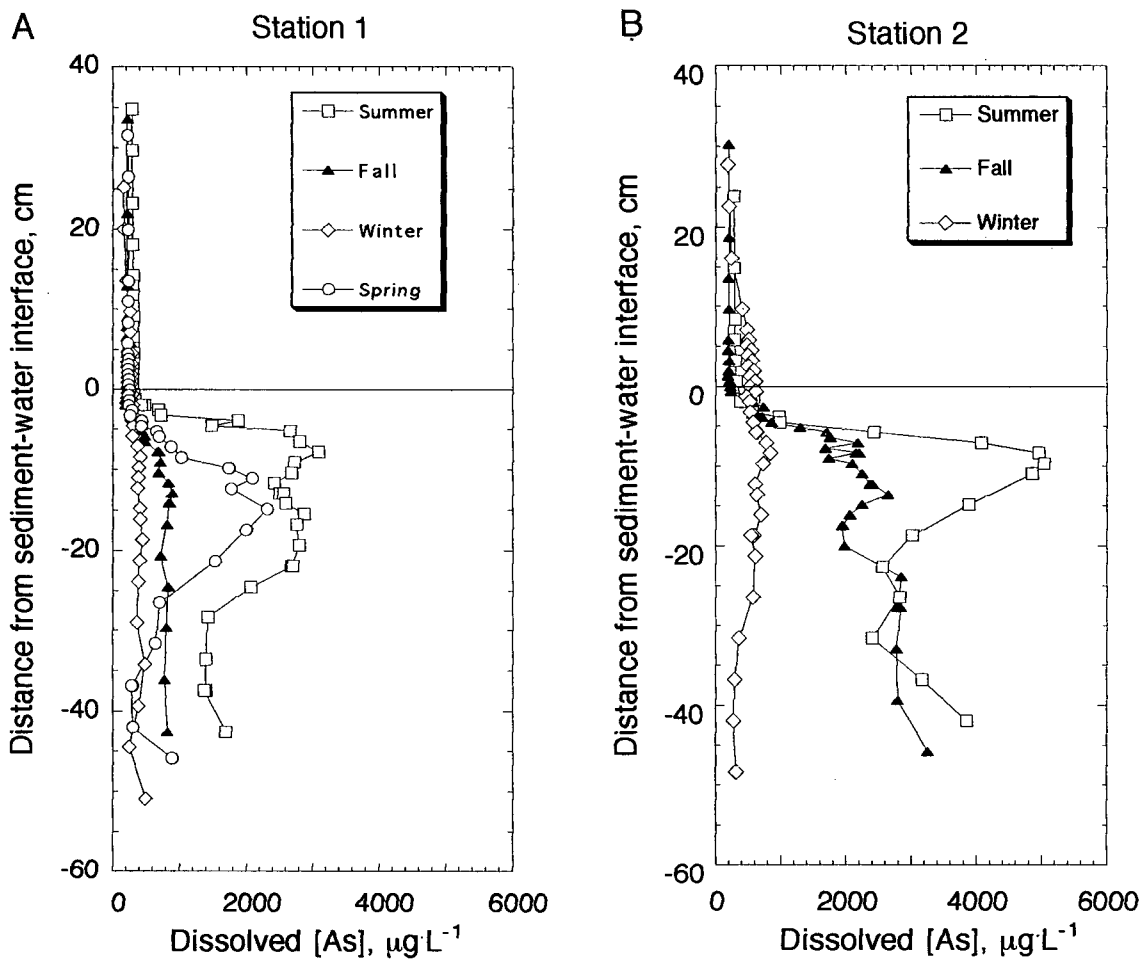 A
Station 1
40
20
0
-20
-40
-60
0
2000
4000
6000
Distance from sediment-water interface, cm
Dissolved [As], µg·L⁻¹
Summer
Fall
Winter
Spring
B
Station 2
40
20
0
-20
-40
-60
0
2000
4000
6000
Distance from sediment-water interface, cm
Dissolved [As], µg·L⁻¹
Summer
Fall
Winter